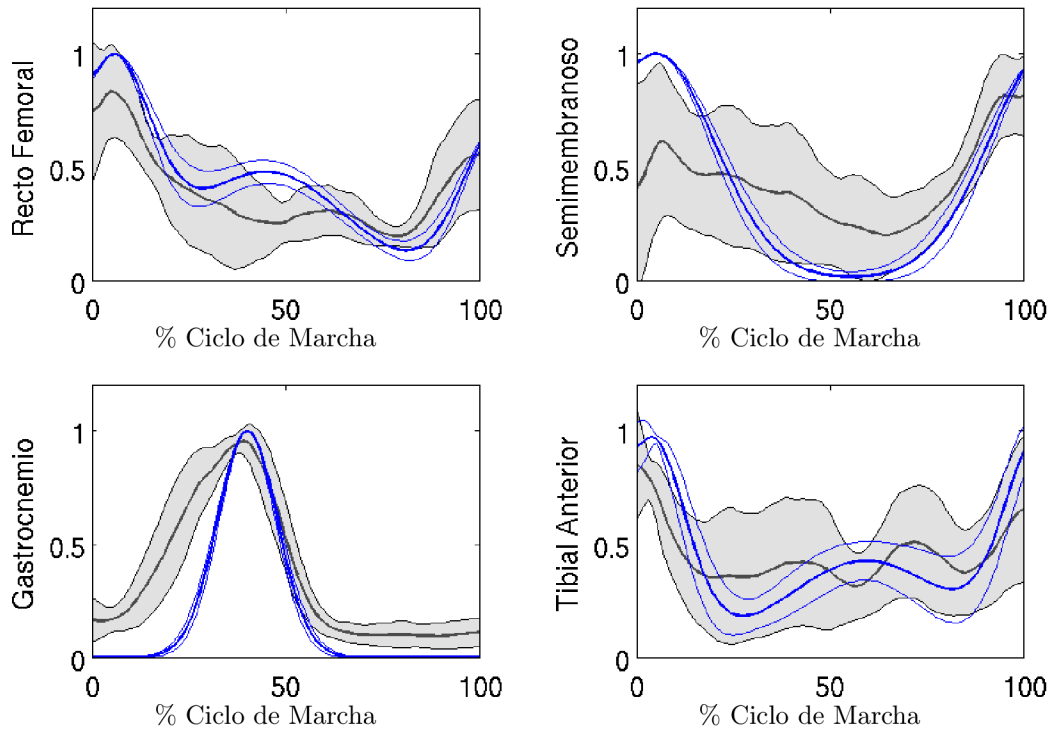 Recto Femoral
1
0.5
0
0 50 100
% Ciclo de Marcha
Semimembranoso
1
0.5
0
0 50 100
% Ciclo de Marcha
Gastrocnemio
1
0.5
0
0 50 100
% Ciclo de Marcha
Tibial Anterior
1
0.5
0
0 50 100
% Ciclo de Marcha